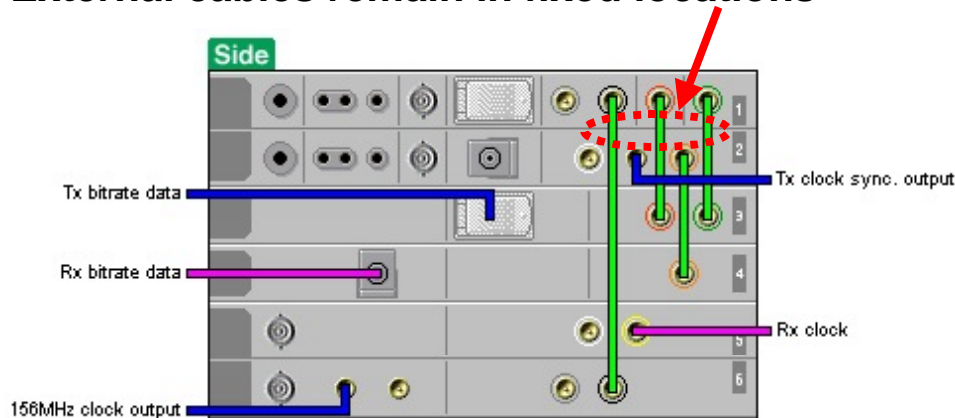 External cables remain in fixed locations
Side
1
2
Tx bitrate data
Tx clock sync. output
3
Rx bitrate data
4
Rx clock
5
6
156MHz clock output